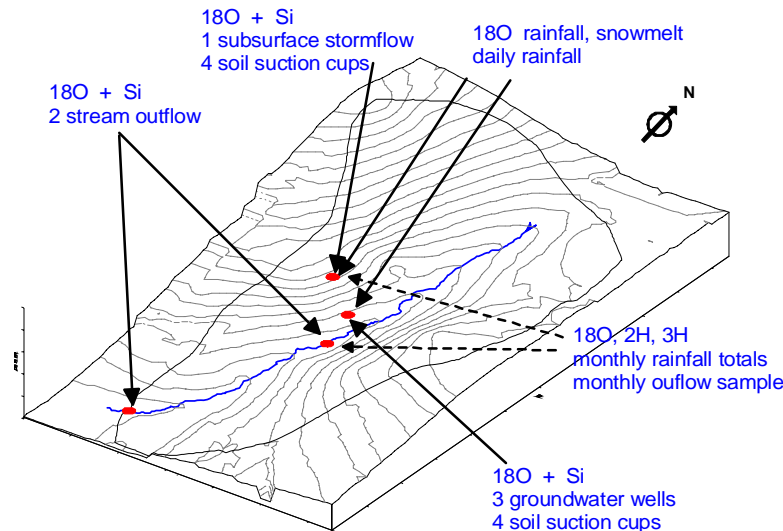 18O + Si
1 subsurface stormflow
4 soil suction cups
18O rainfall, snowmelt
daily rainfall
18O + Si
2 stream outflow
N
18O, 2H, 3H
monthly rainfall totals
monthly ouflow sample
18O + Si
3 groundwater wells
4 soil suction cups